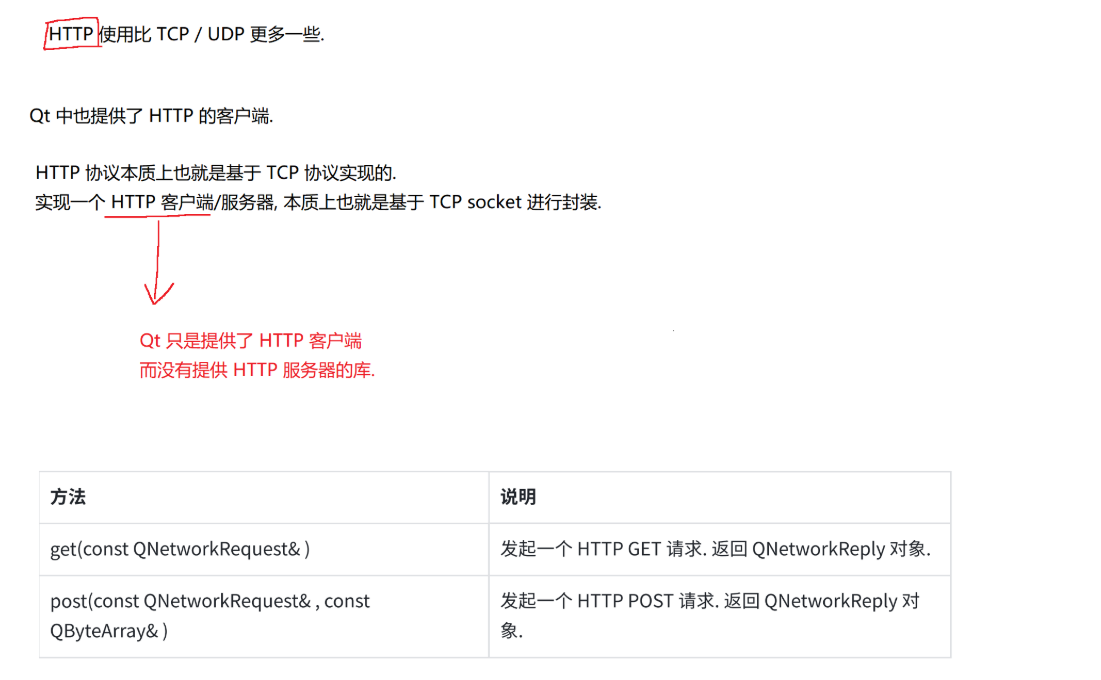 HTTP 使用比 TCP / UDP 更多一些.
Qt 中也提供了 HTTP 的客户端.
HTTP 协议本质上也就是基于 TCP 协议实现的.
实现一个 HTTP 客户端/服务器, 本质上也就是基于 TCP socket 进行封装.
Qt 只是提供了 HTTP 客户端
而没有提供 HTTP 服务器的库.
方法 说明
get(const QNetworkRequest& ) 发起一个 HTTP GET 请求. 返回 QNetworkReply 对象.
post(const QNetworkRequest& , const
QByteArray& )
发起一个 HTTP POST 请求. 返回 QNetworkReply 对
象.